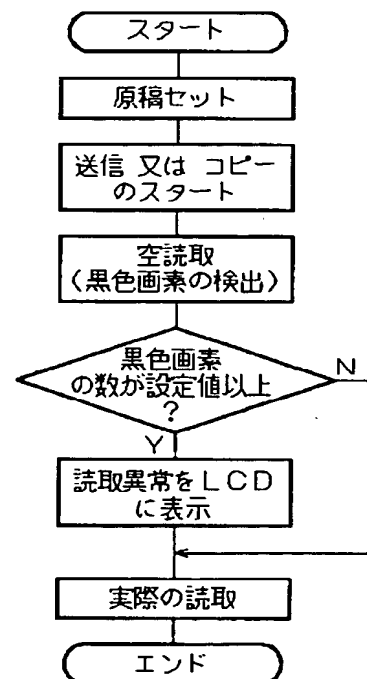 スタート
原稿セット
送信 又は コピー
のスタート
空読取
(黒色画素の検出)
黒色画素
の数が設定値以上
?
N
Y
読取異常をLCD
に表示
実際の読取
エンド